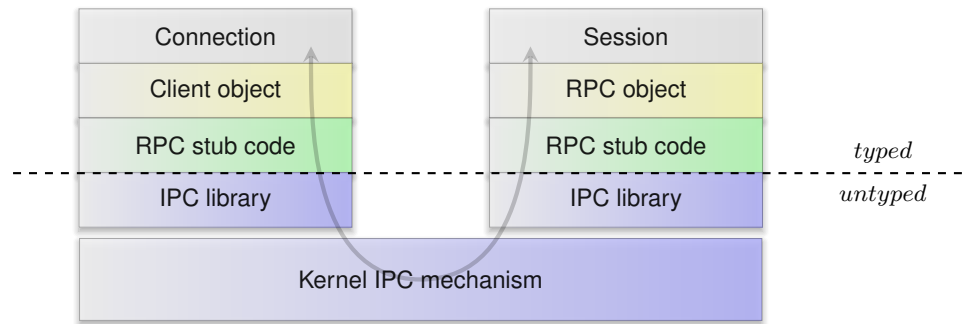 Connection
Session
Client object
RPC object
RPC stub code
RPC stub code
typed
IPC library
IPC library
untyped
Kernel IPC mechanism